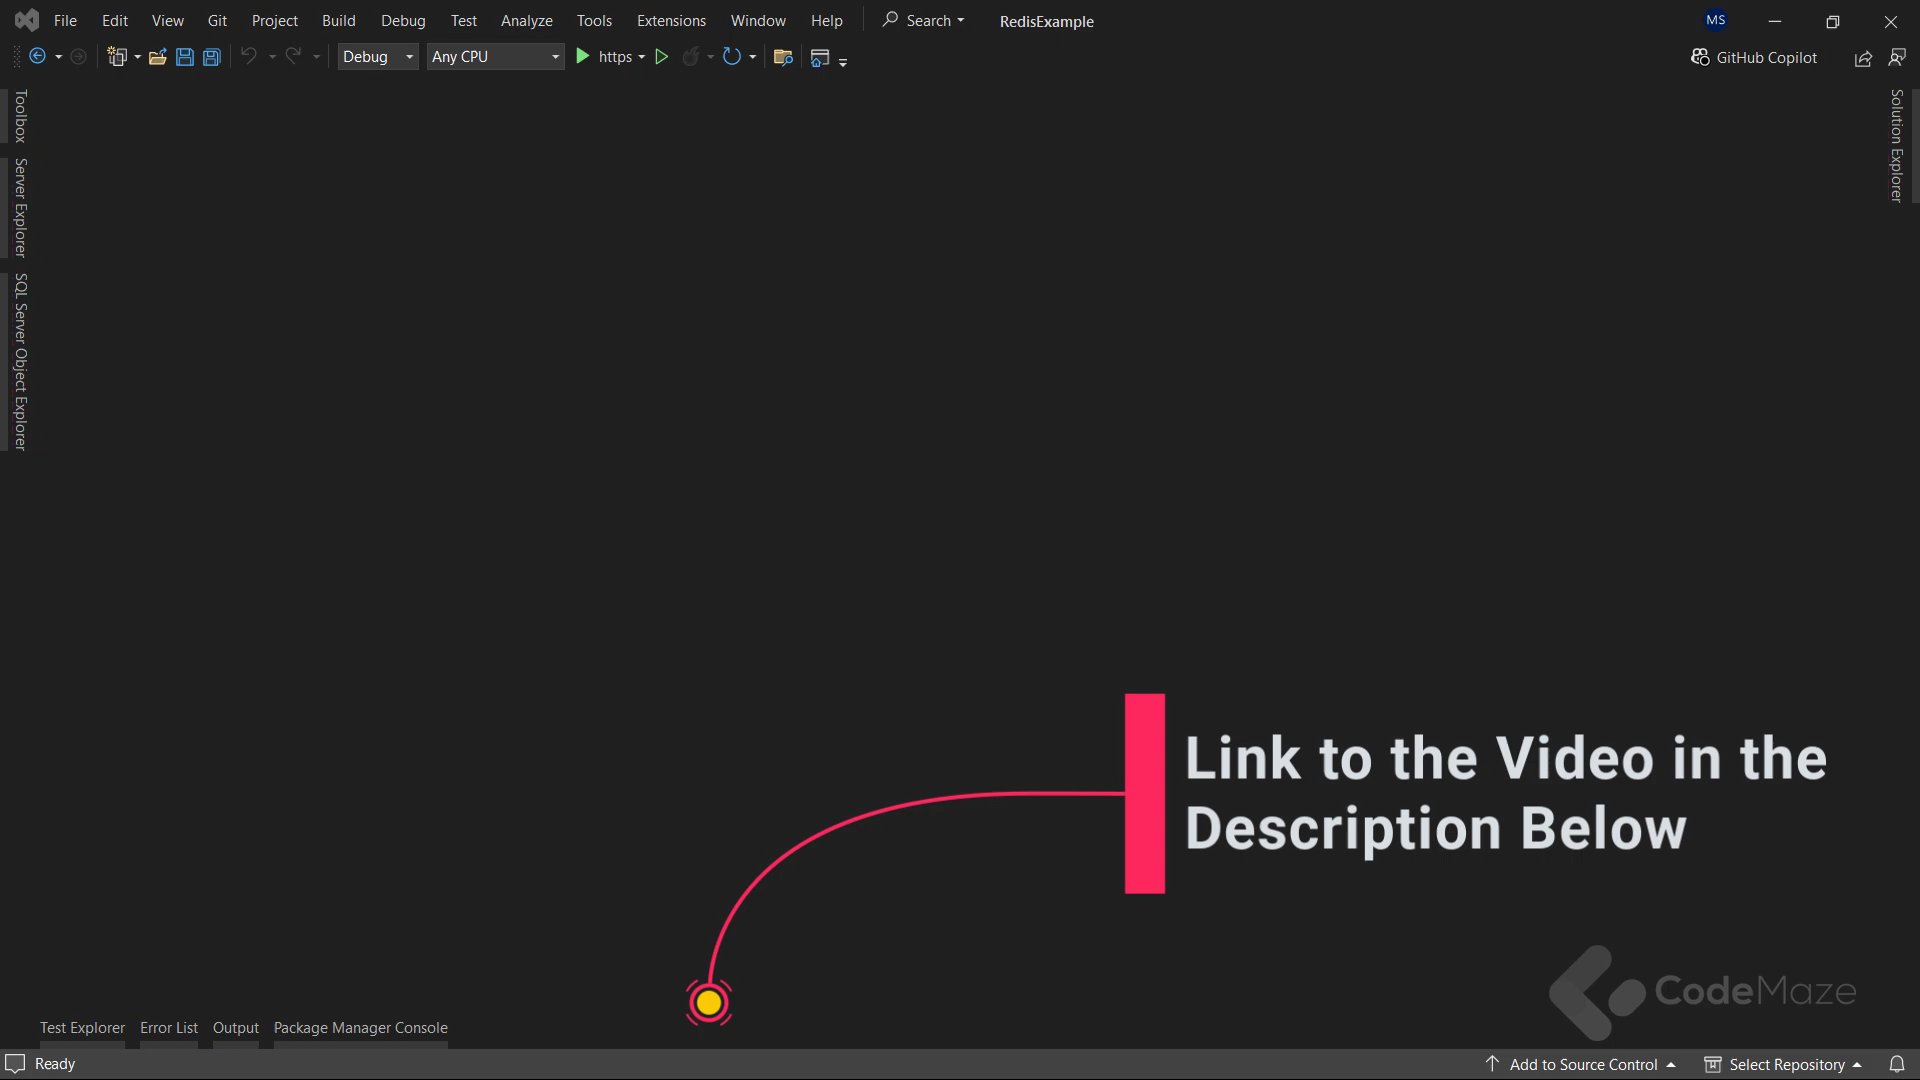 File Edit View Git Project Build Debug Test Analyze Tools Extensions Window Help Search RedisExample MS
Debug Any CPU https GitHub Copilot
Toolbox
Server Explorer
SQL Server Object Explorer
Solution Explorer
Link to the Video in the
Description Below
CodeMaze
Test Explorer Error List Output Package Manager Console
Ready Add to Source Control Select Repository